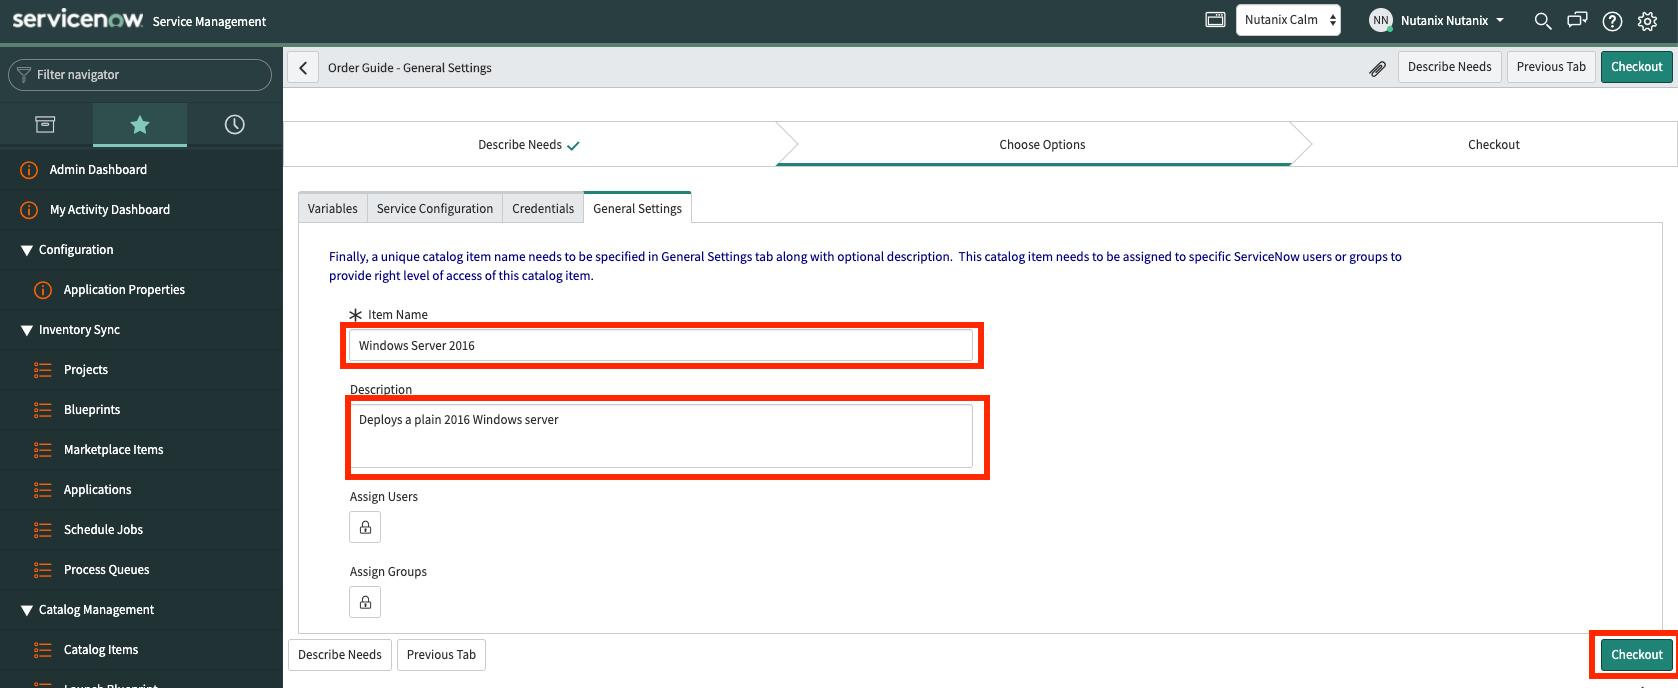 servicenow Service Management
Nutanix Calm
NN Nutanix Nutanix
Filter navigator
Admin Dashboard
My Activity Dashboard
Configuration
Application Properties
Inventory Sync
Projects
Blueprints
Marketplace Items
Applications
Schedule Jobs
Process Queues
Catalog Management
Catalog Items
Launch Blueprint
Order Guide - General Settings
Describe Needs Previous Tab Checkout
Describe Needs Choose Options Checkout
Variables Service Configuration Credentials General Settings
Finally, a unique catalog item name needs to be specified in General Settings tab along with optional description. This catalog item needs to be assigned to specific ServiceNow users or groups to
provide right level of access of this catalog item.
Item Name
Windows Server 2016
Description
Deploys a plain 2016 Windows server
Assign Users
Assign Groups
Describe Needs Previous Tab Checkout